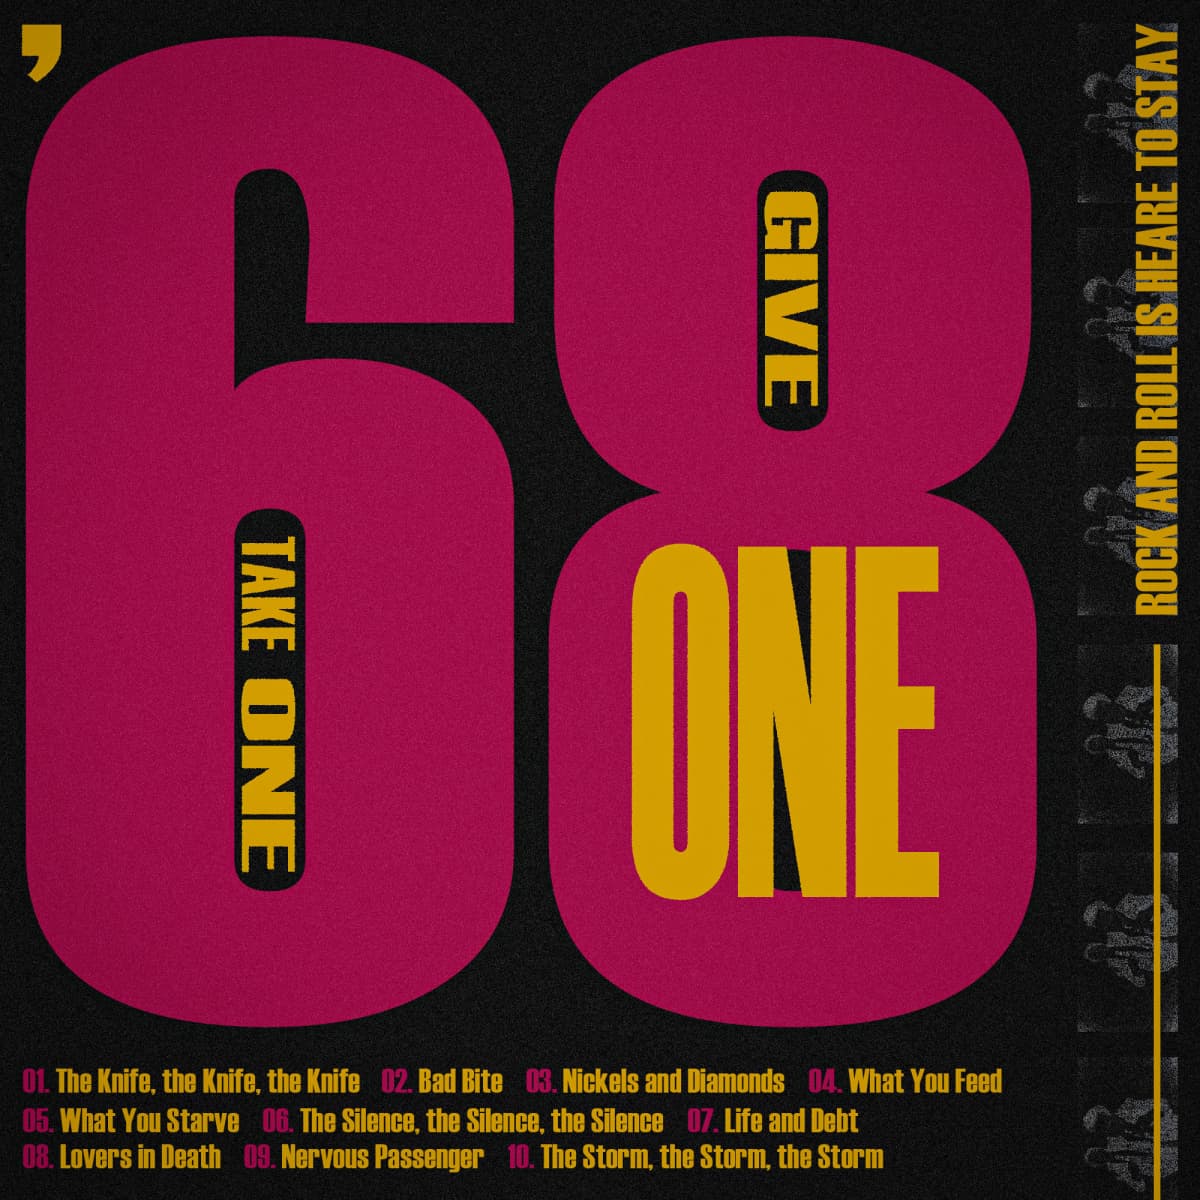 ’68
GIVE
ONE
TAKE ONE
ROCK AND ROLL IS HEARE TO STAY
01. The Knife, the Knife, the Knife 02. Bad Bite 03. Nickels and Diamonds 04. What You Feed
05. What You Starve 06. The Silence, the Silence, the Silence 07. Life and Debt
08. Lovers in Death 09. Nervous Passenger 10. The Storm, the Storm, the Storm